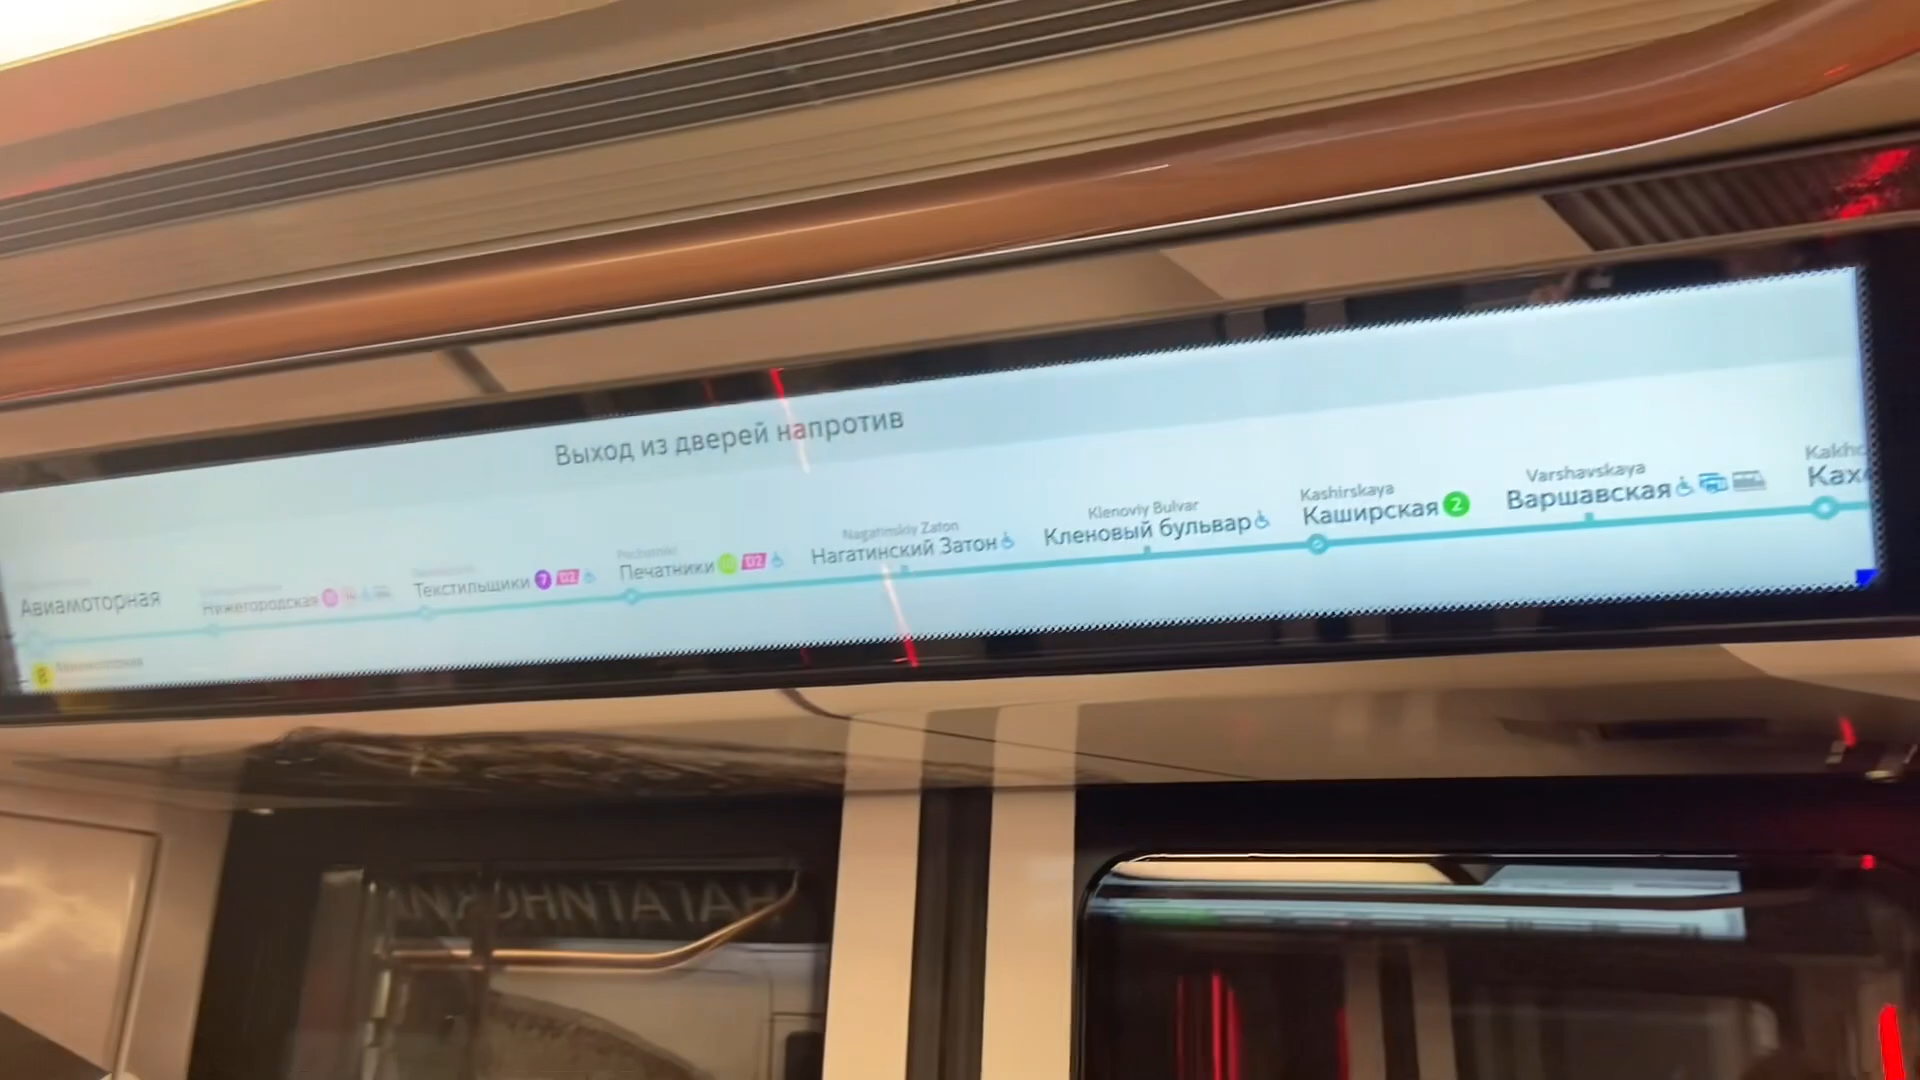 Выход из дверей напротив
Авиамоторная
Нижегородская
Текстильщики 7 D2
Печатники D2
Nagatinskiy Zaton
Нагатинский Затон
Klenoviy Bulvar
Кленовый бульвар
Kashirskaya
Каширская 2
Varshavskaya
Варшавская
8